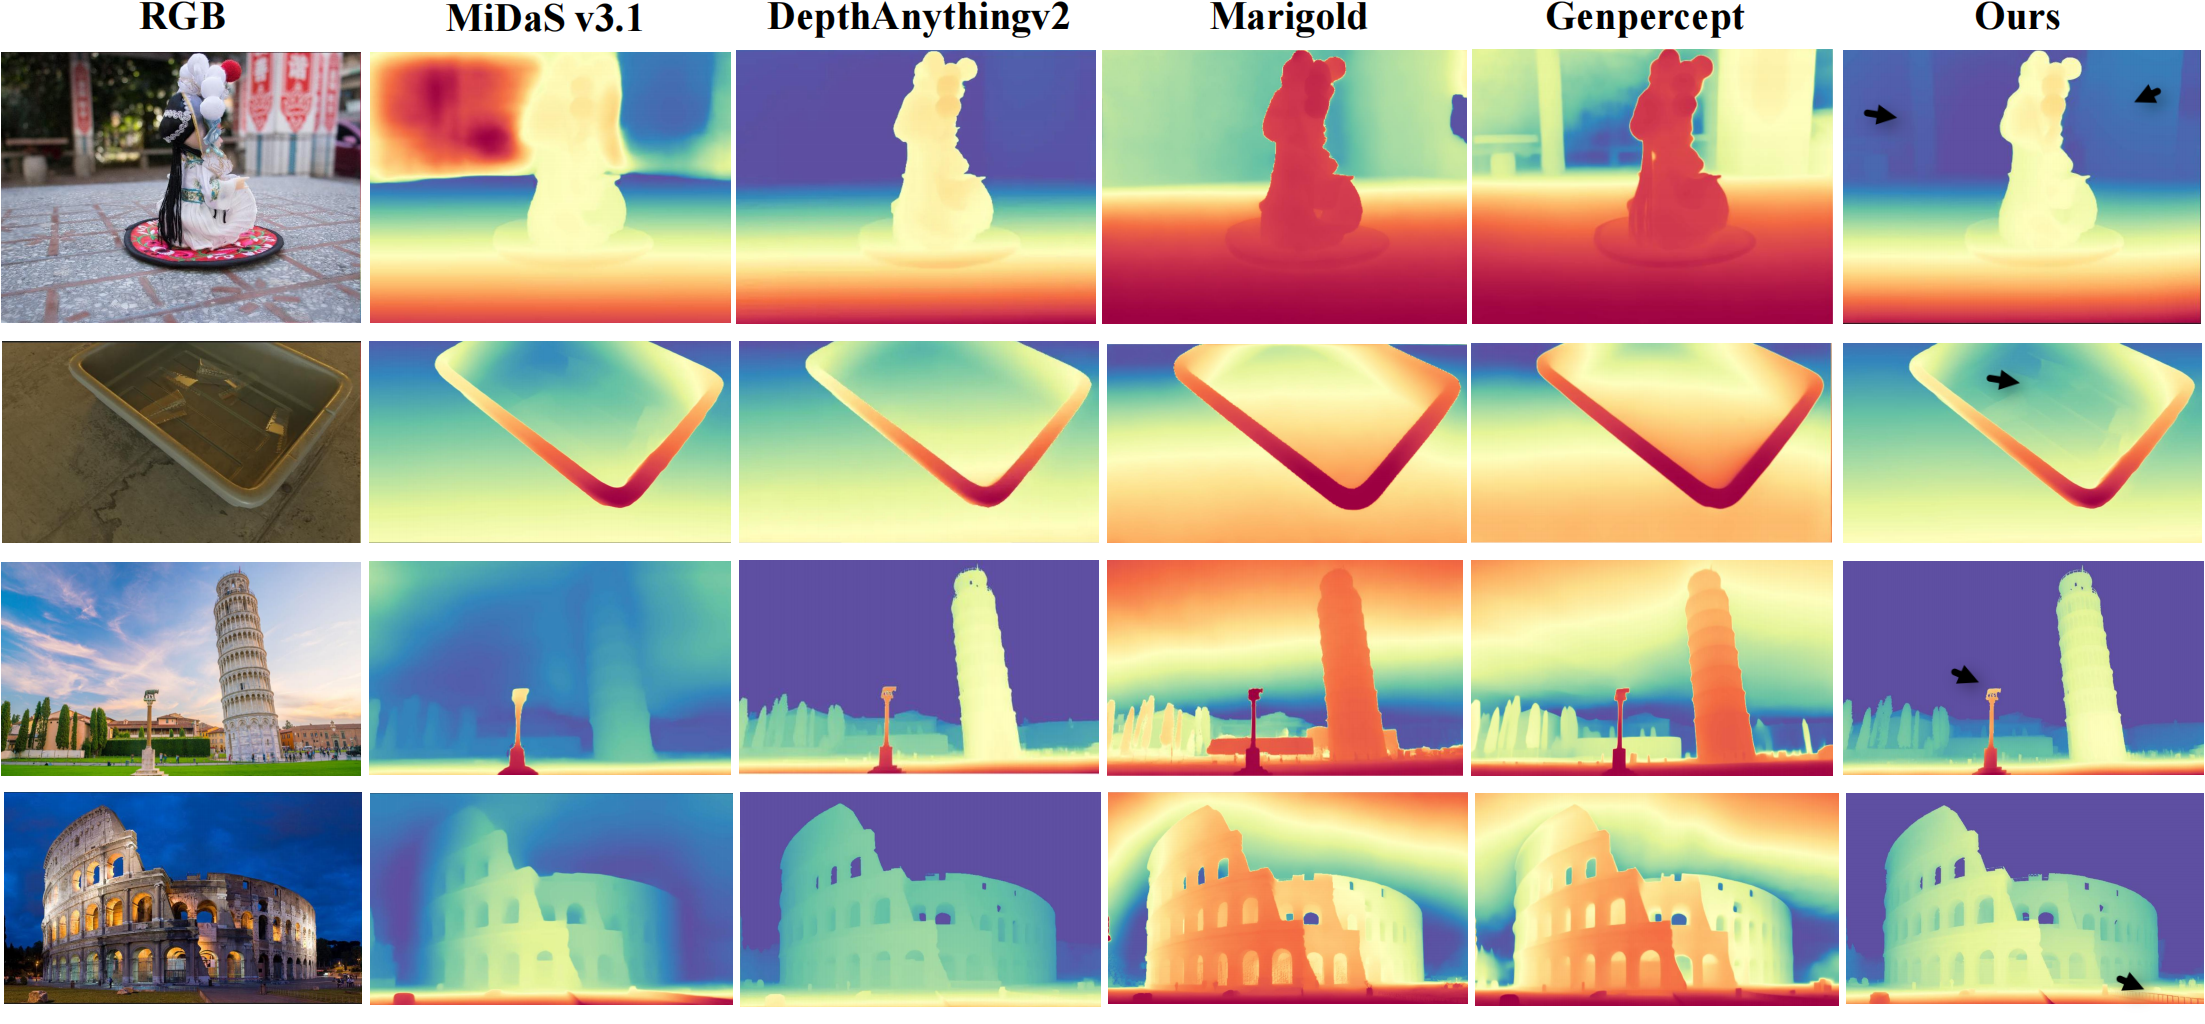 RGB
MiDaS v3.1
DepthAnythingv2
Marigold
Genpercept
Ours